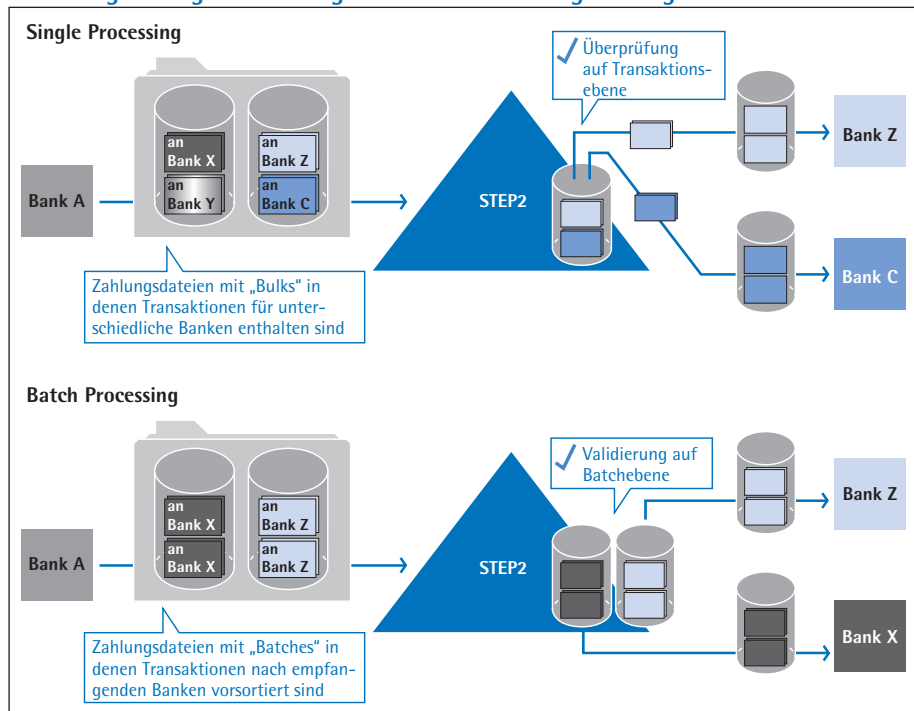 Single Processing
Überprüfung
auf Transaktions-
ebene
an
Bank X
an
Bank Z
an
Bank Y
an
Bank C
Bank A
STEP2
Bank Z
Bank C
Zahlungsdateien mit „Bulks“ in
denen Transaktionen für unter-
schiedliche Banken enthalten sind
Batch Processing
Validierung auf
Batchebene
an
Bank X
an
Bank Z
an
Bank X
an
Bank Z
Bank A
STEP2
Bank Z
Bank X
Zahlungsdateien mit „Batches“ in
denen Transaktionen nach empfan-
genden Banken vorsortiert sind